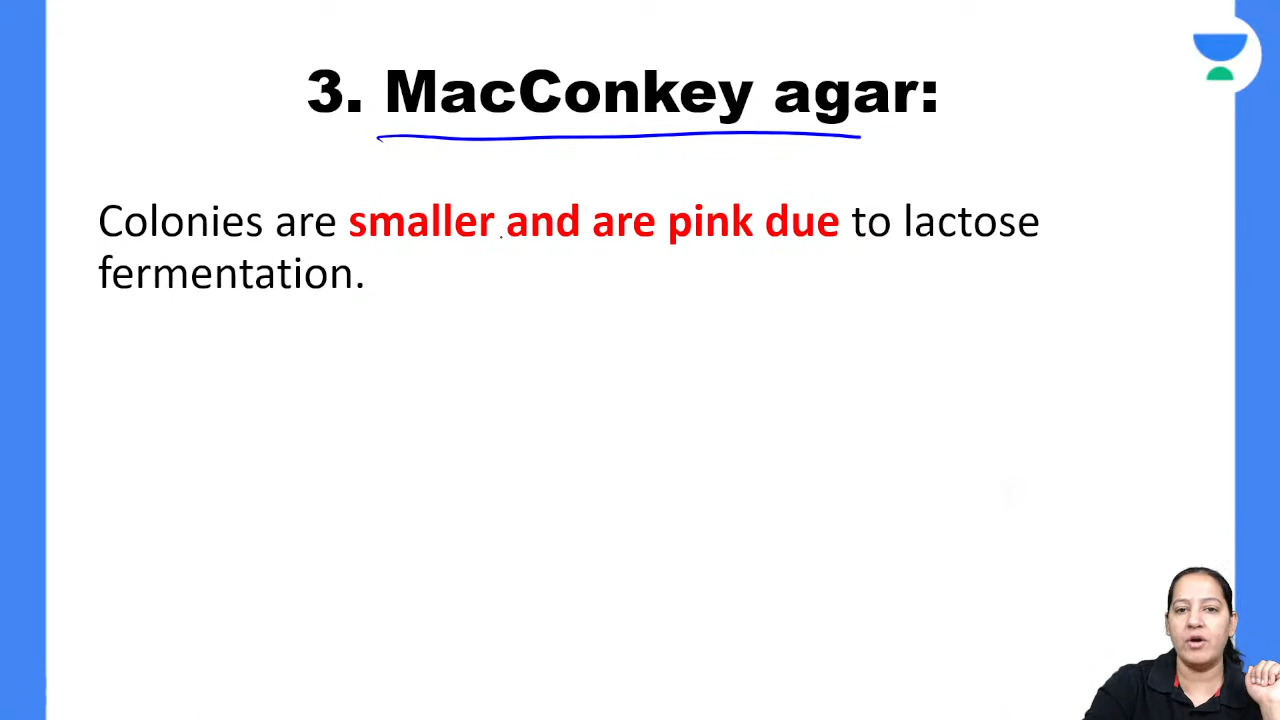 3. MacConkey agar:
Colonies are smaller and are pink due to lactose
fermentation.